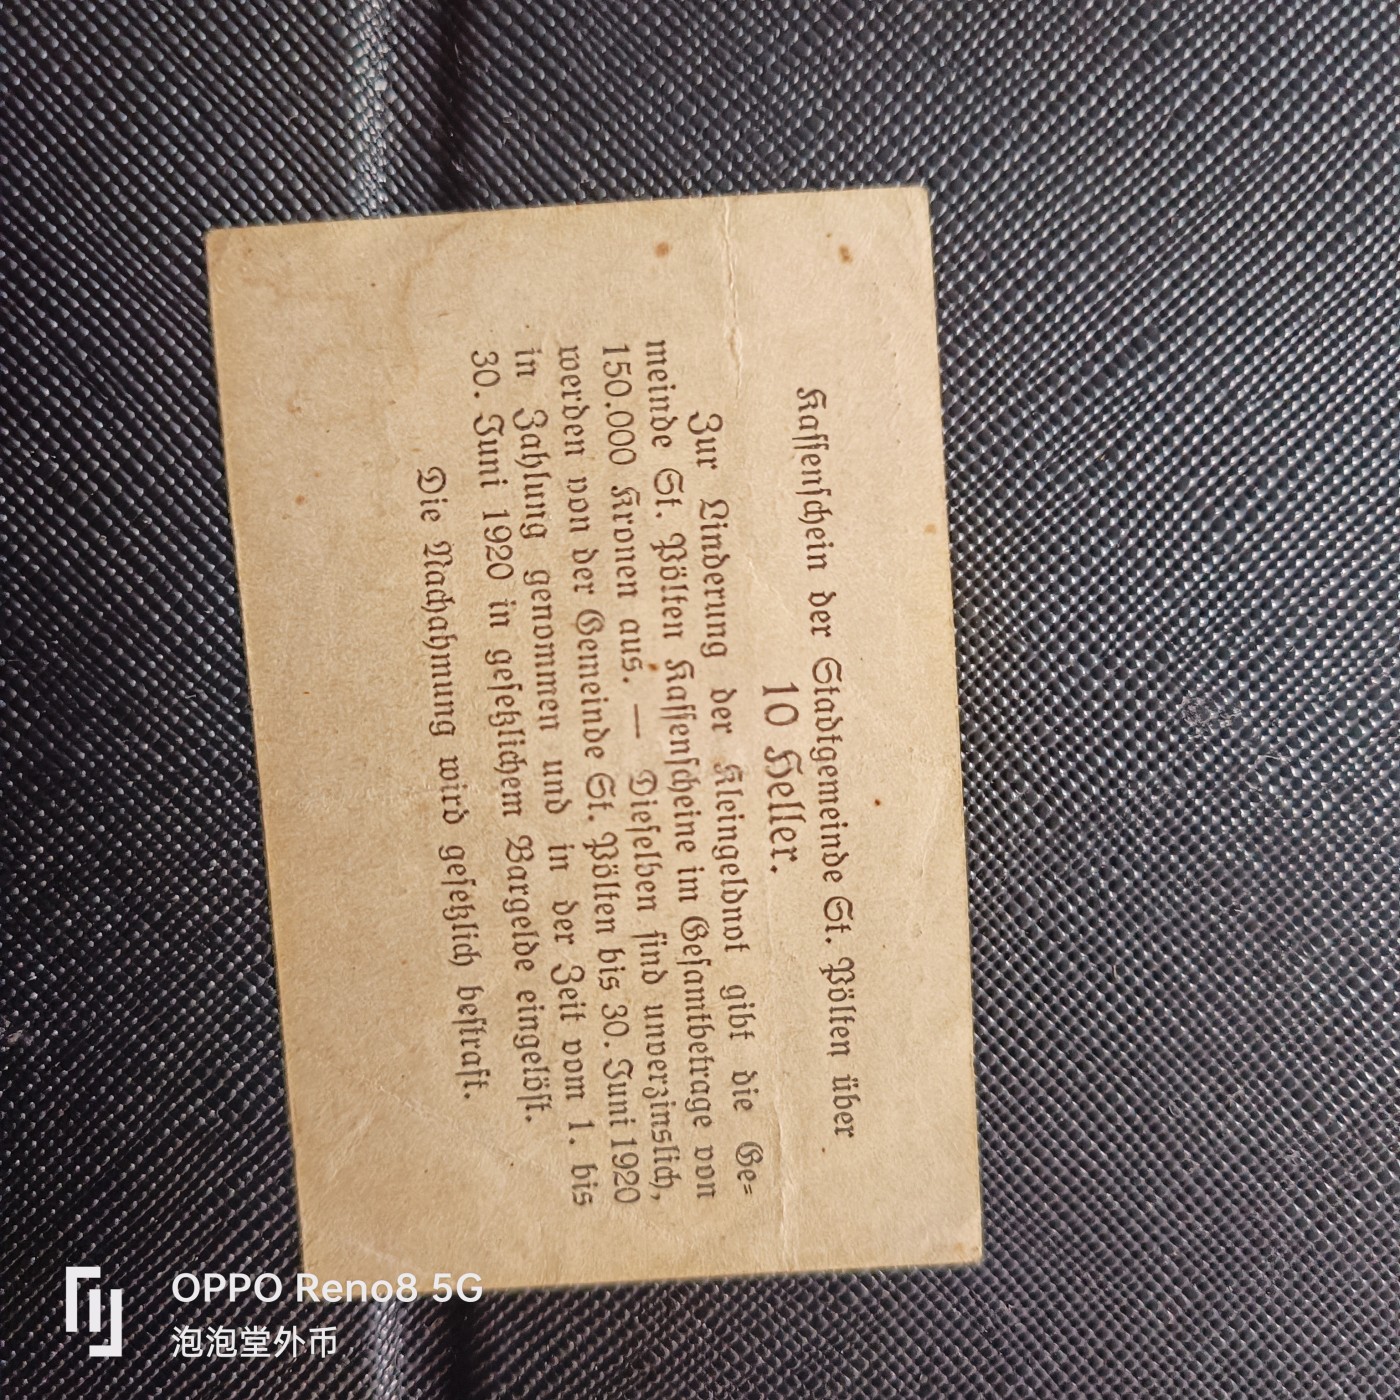 Kassenschein der Stadtgemeinde St. Pölten über
10 Heller.
Zur Linderung der Kleingeldnot gibt die Ge=
meinde St. Pölten Kassenscheine im Gesamtbetrage von
150.000 Kronen aus. — Dieselben sind unverzinslich,
werden von der Gemeinde St. Pölten bis 30. Juni 1920
in Zahlung genommen und in der Zeit vom 1. bis
30. Juni 1920 in gesetzlichem Bargelde eingelöst.
Die Nachahmung wird gesetzlich bestraft.
OPPO Reno8 5G
泡泡堂外币